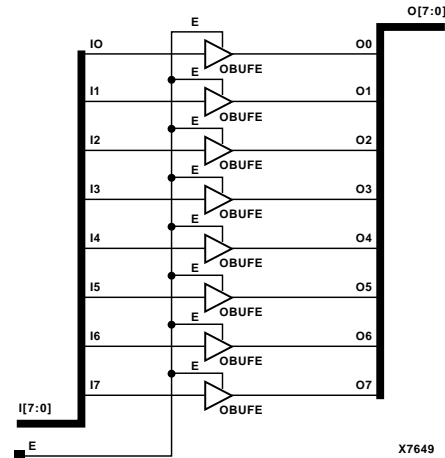 O[7:0]
E
IO
O0
OBUFE
I1
E
O1
OBUFE
I2
E
O2
OBUFE
I3
E
O3
OBUFE
I4
E
O4
OBUFE
I5
E
O5
OBUFE
I6
E
O6
OBUFE
I7
E
O7
OBUFE
I[7:0]
E
X7649